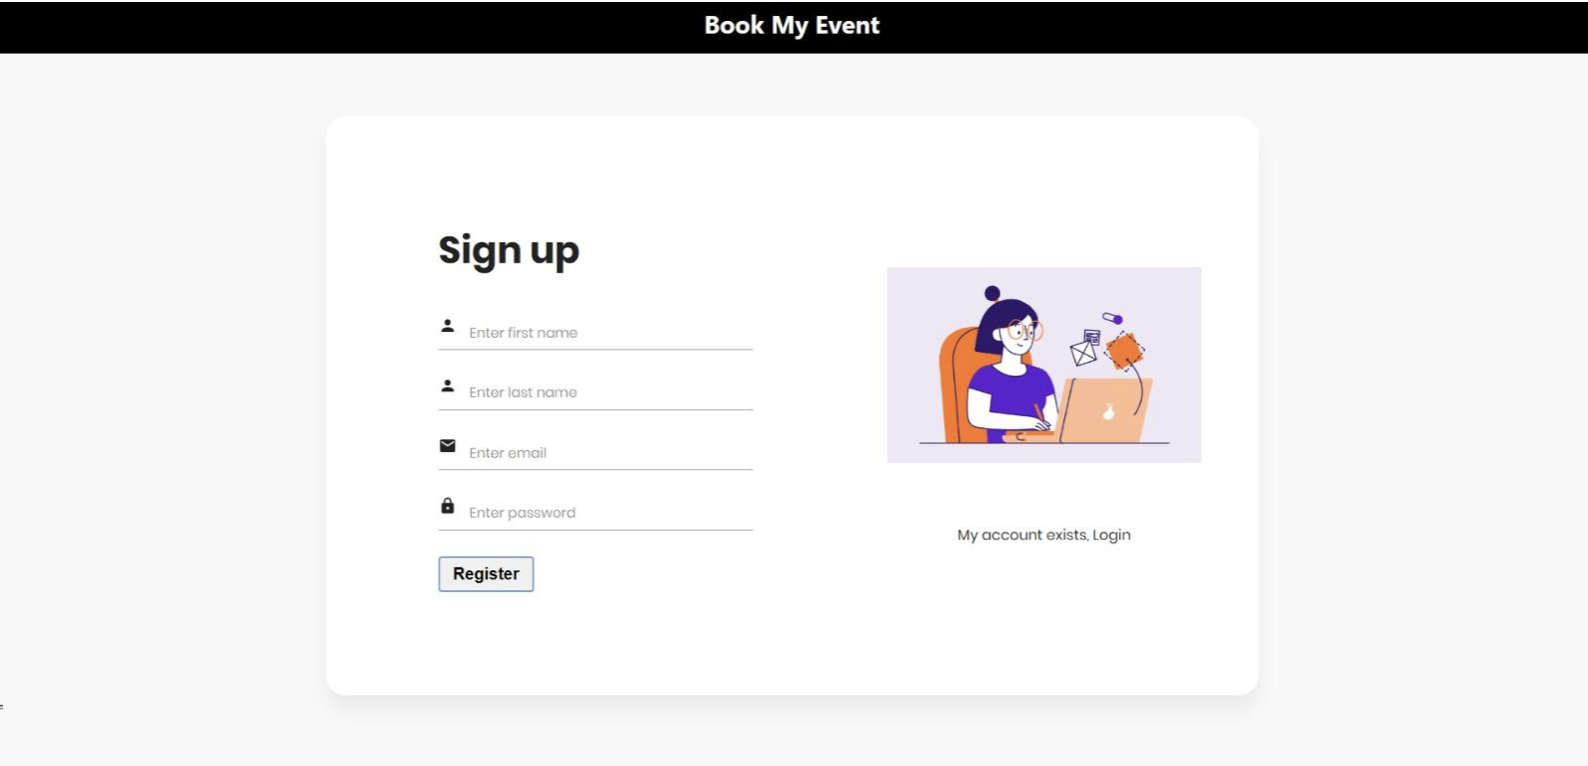 Book My Event
Sign up
Enter first name
Enter last name
Enter email
Enter password
Register
My account exists, Login